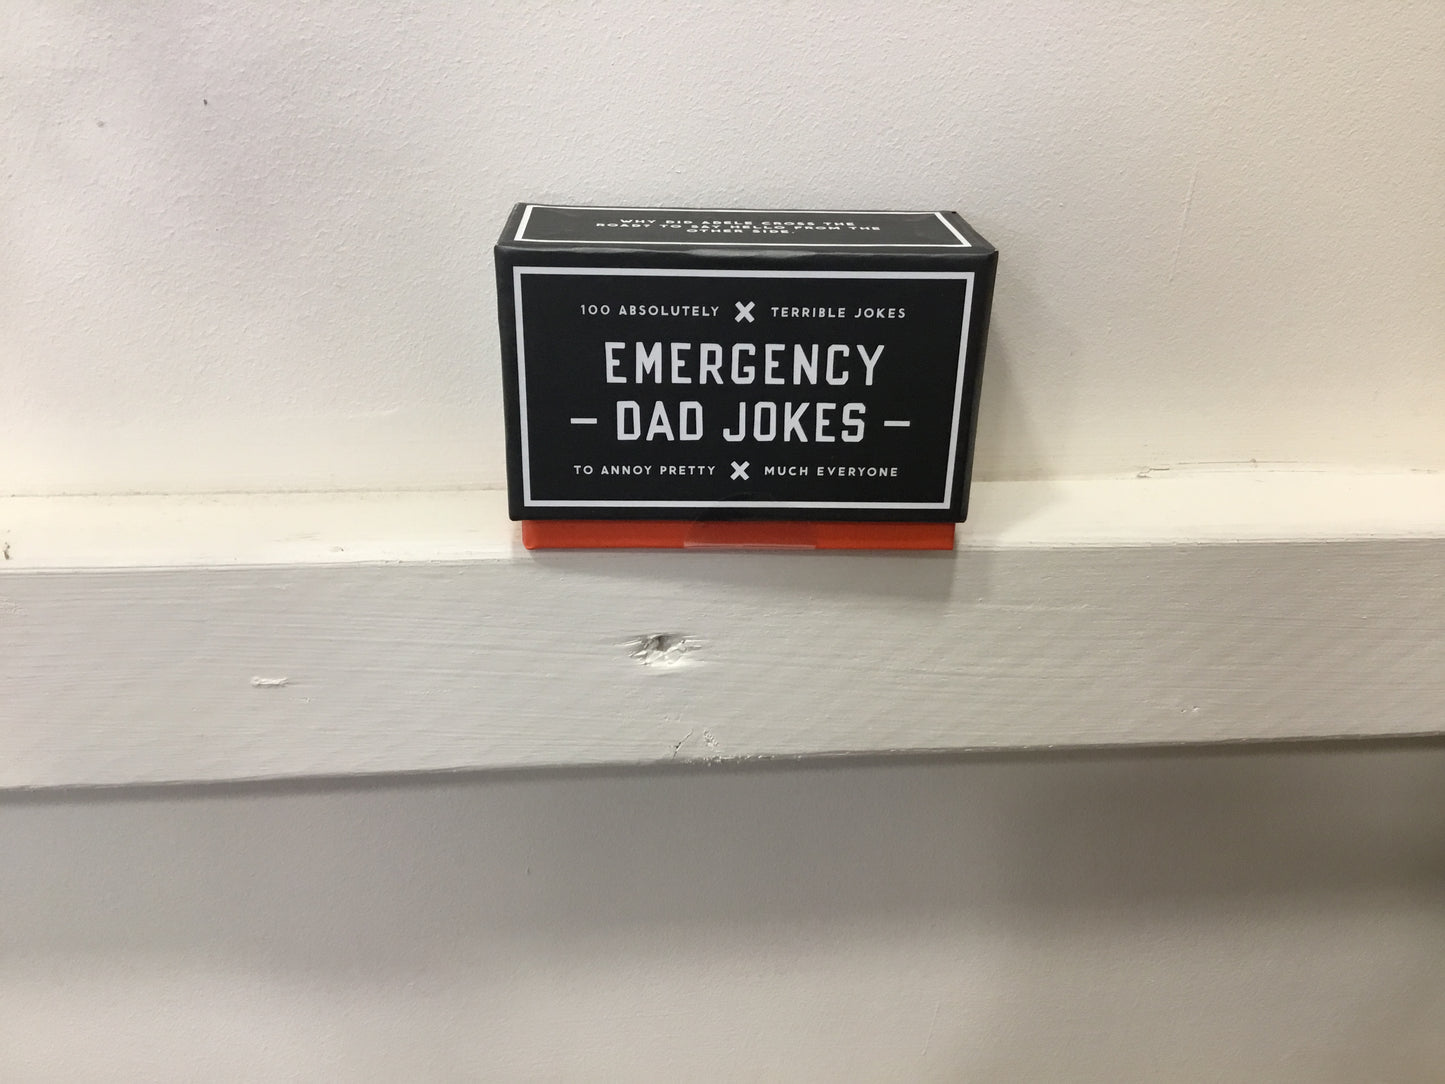 WHY DID ADELE CROSS THE
ROAD? TO SAY HELLO FROM THE
OTHER SIDE.
100 ABSOLUTELY X TERRIBLE JOKES
EMERGENCY
– DAD JOKES –
TO ANNOY PRETTY X MUCH EVERYONE